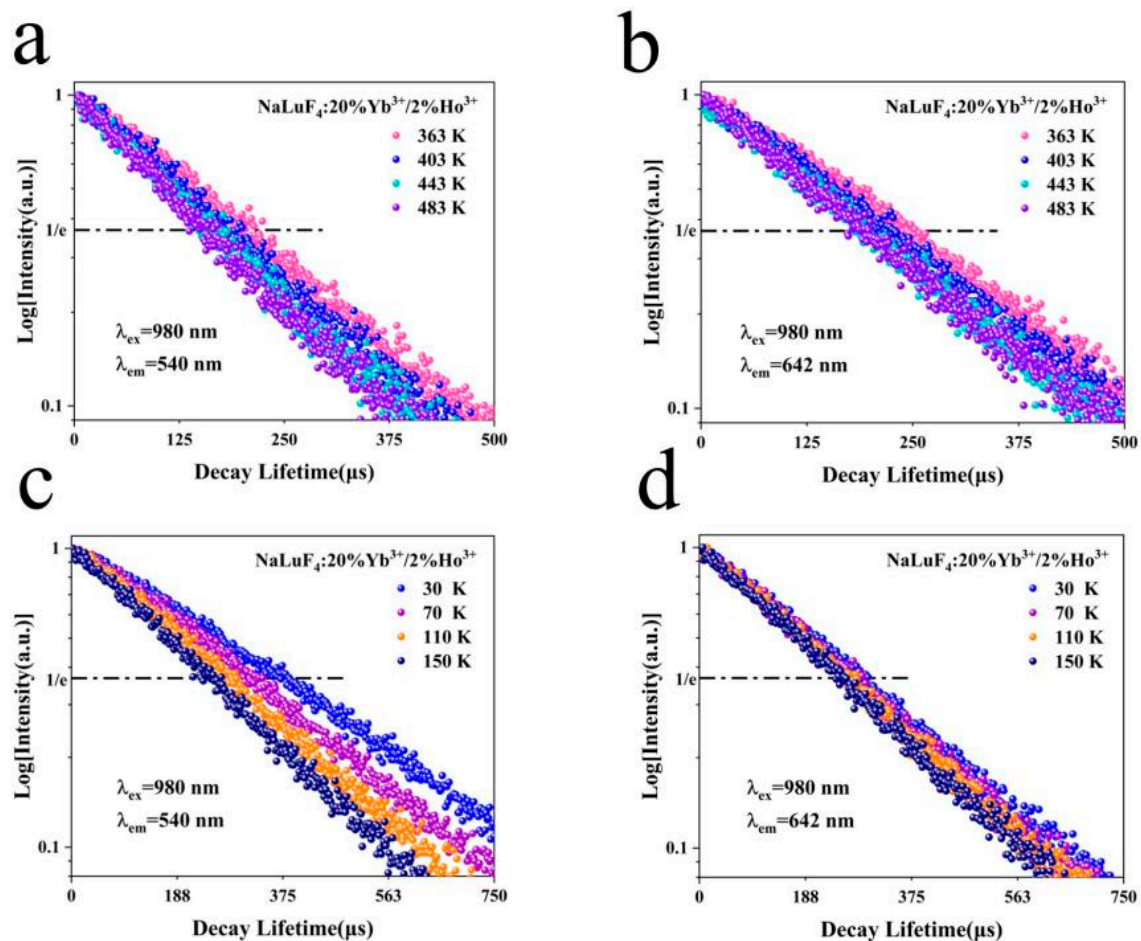 a
1
NaLuF₄:20%Yb³⁺/2%Ho³⁺
363 K
403 K
443 K
483 K
1/e
λex=980 nm
λem=540 nm
0.1
0 125 250 375 500
Log[Intensity(a.u.)]
Decay Lifetime(μs)
b
1
NaLuF₄:20%Yb³⁺/2%Ho³⁺
363 K
403 K
443 K
483 K
1/e
λex=980 nm
λem=642 nm
0.1
0 125 250 375 500
Log[Intensity(a.u.)]
Decay Lifetime(μs)
c
1
NaLuF₄:20%Yb³⁺/2%Ho³⁺
30 K
70 K
110 K
150 K
1/e
λex=980 nm
λem=540 nm
0.1
0 188 375 563 750
Log[Intensity(a.u.)]
Decay Lifetime(μs)
d
1
NaLuF₄:20%Yb³⁺/2%Ho³⁺
30 K
70 K
110 K
150 K
1/e
λex=980 nm
λem=642 nm
0.1
0 188 375 563 750
Log[Intensity(a.u.)]
Decay Lifetime(μs)